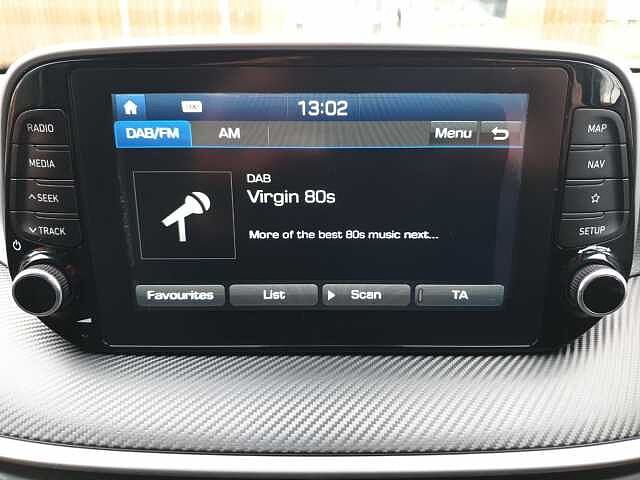 13:02
DAB/FM AM Menu
DAB
Virgin 80s
More of the best 80s music next...
Favourites List Scan TA
RADIO
MEDIA
SEEK
TRACK
MAP
NAV
SETUP